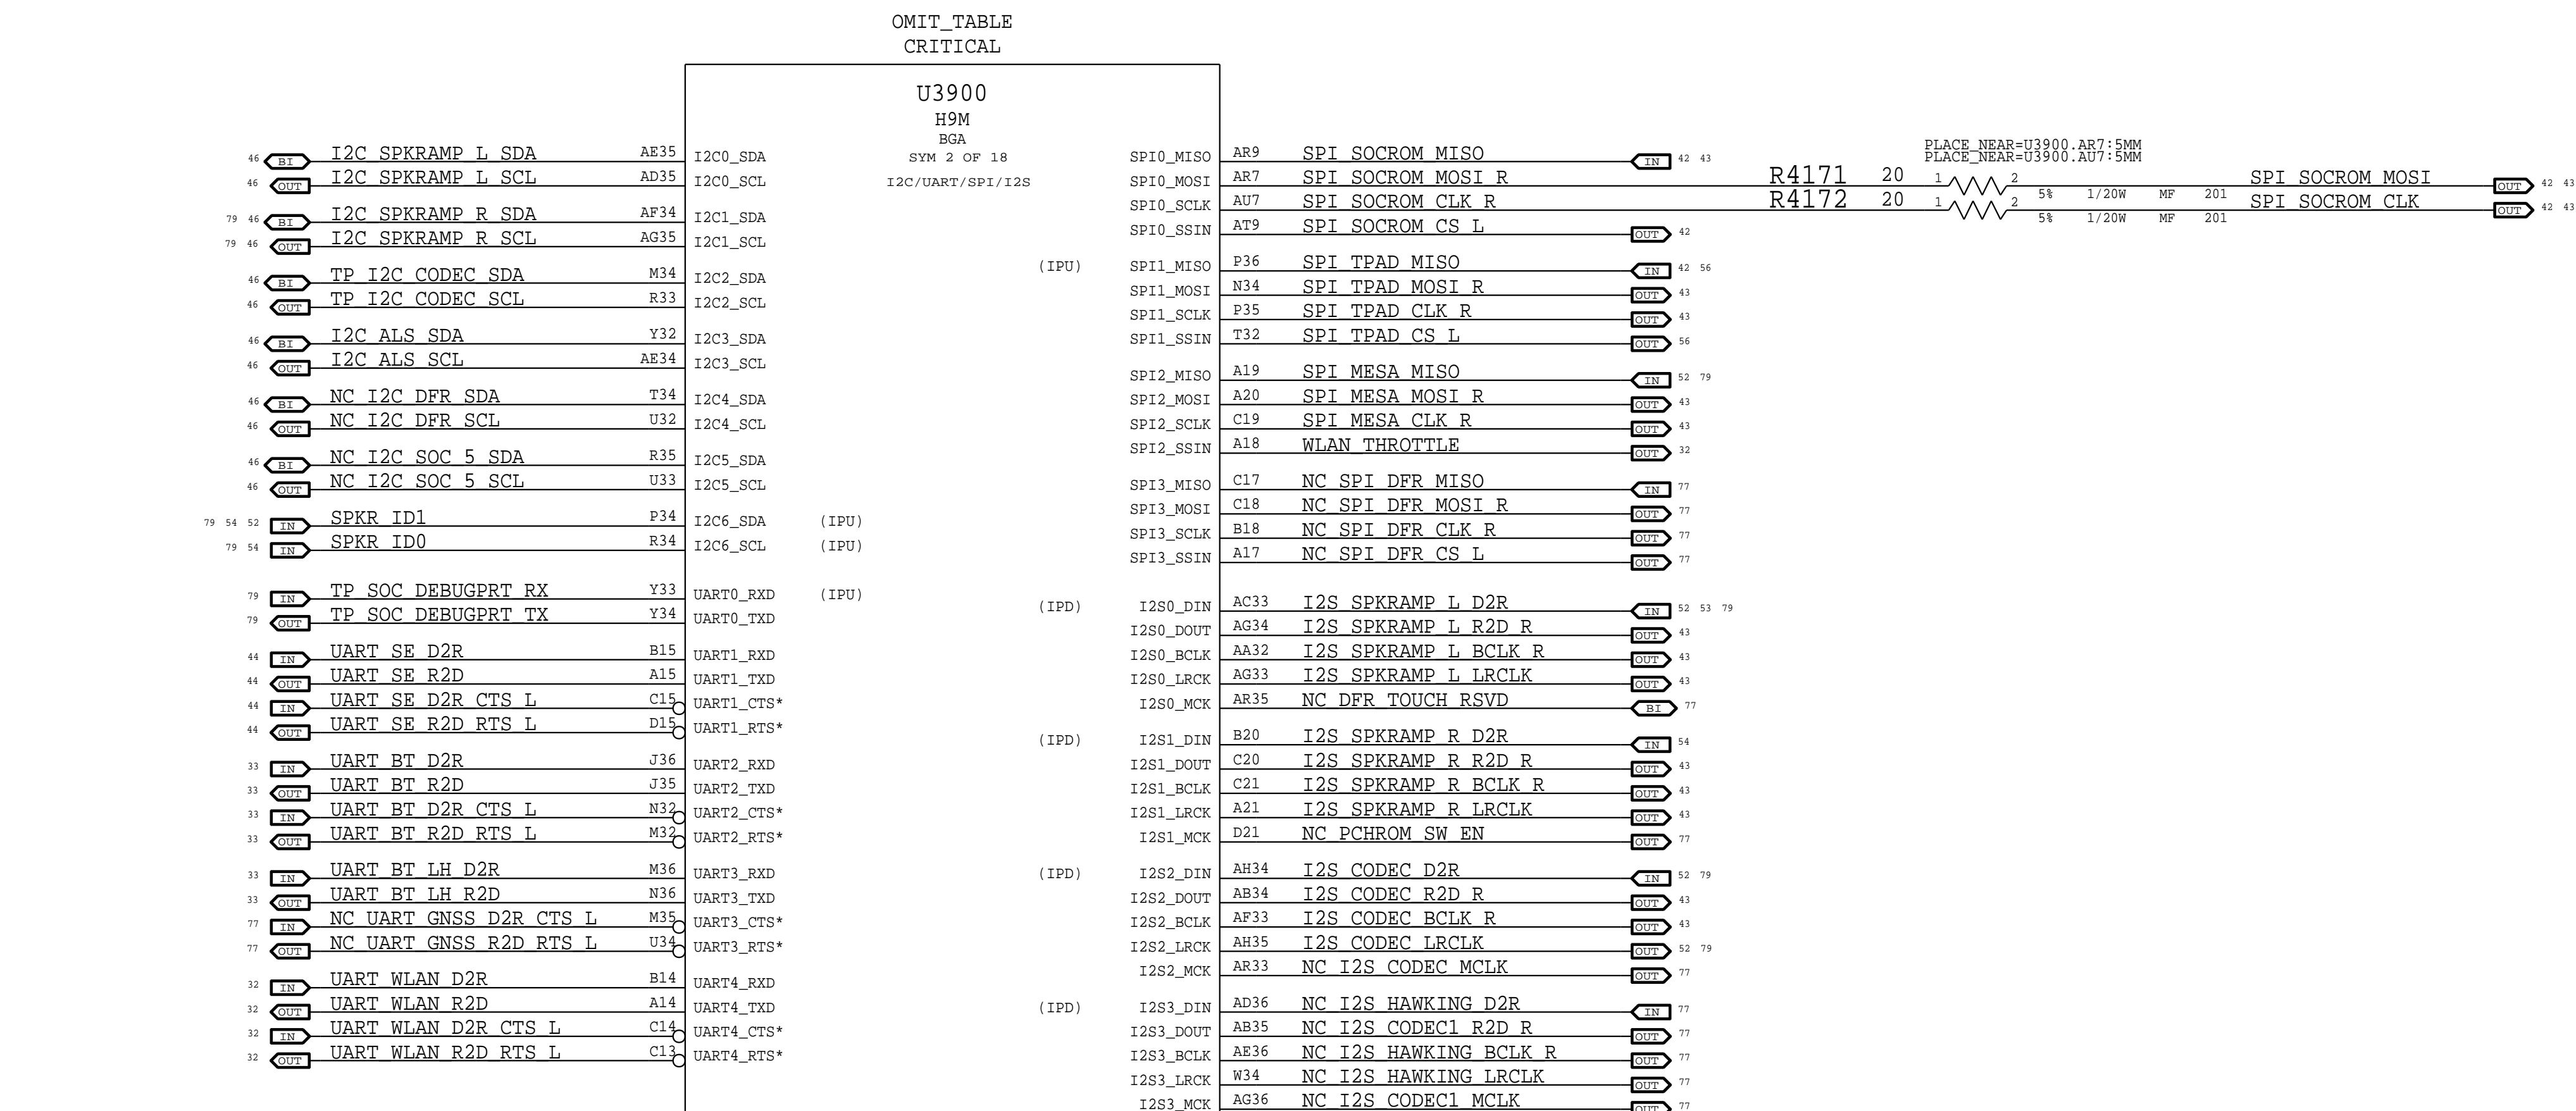 OMIT_TABLE
CRITICAL
U3900
H9M
BGA
SYM 2 OF 18
I2C/UART/SPI/I2S
46 BI I2C_SPKRAMP_L_SDA AE35 I2C0_SDA
46 OUT I2C_SPKRAMP_L_SCL AD35 I2C0_SCL
79 46 BI I2C_SPKRAMP_R_SDA AF34 I2C1_SDA
79 46 OUT I2C_SPKRAMP_R_SCL AG35 I2C1_SCL
46 BI TP_I2C_CODEC_SDA M34 I2C2_SDA
46 OUT TP_I2C_CODEC_SCL R33 I2C2_SCL
46 BI I2C_ALS_SDA Y32 I2C3_SDA
46 OUT I2C_ALS_SCL AE34 I2C3_SCL
46 BI NC_I2C_DFR_SDA T34 I2C4_SDA
46 OUT NC_I2C_DFR_SCL U32 I2C4_SCL
46 BI NC_I2C_SOC_5_SDA R35 I2C5_SDA
46 OUT NC_I2C_SOC_5_SCL U33 I2C5_SCL
79 54 52 IN SPKR_ID1 P34 I2C6_SDA (IPU)
79 54 IN SPKR_ID0 R34 I2C6_SCL (IPU)
79 IN TP_SOC_DEBUGPRT_RX Y33 UART0_RXD (IPU)
79 OUT TP_SOC_DEBUGPRT_TX Y34 UART0_TXD
44 IN UART_SE_D2R B15 UART1_RXD
44 OUT UART_SE_R2D A15 UART1_TXD
44 IN UART_SE_D2R_CTS_L C15 UART1_CTS*
44 OUT UART_SE_R2D_RTS_L D15 UART1_RTS*
33 IN UART_BT_D2R J36 UART2_RXD
33 OUT UART_BT_R2D J35 UART2_TXD
33 IN UART_BT_D2R_CTS_L N32 UART2_CTS*
33 OUT UART_BT_R2D_RTS_L M32 UART2_RTS*
33 IN UART_BT_LH_D2R M36 UART3_RXD
33 OUT UART_BT_LH_R2D N36 UART3_TXD
77 IN NC_UART_GNSS_D2R_CTS_L M35 UART3_CTS*
77 OUT NC_UART_GNSS_R2D_RTS_L U34 UART3_RTS*
32 IN UART_WLAN_D2R B14 UART4_RXD
32 OUT UART_WLAN_R2D A14 UART4_TXD
32 IN UART_WLAN_D2R_CTS_L C14 UART4_CTS*
32 OUT UART_WLAN_R2D_RTS_L C13 UART4_RTS*
SPI0_MISO AR9 SPI_SOCROM_MISO IN 42 43
SPI0_MOSI AR7 SPI_SOCROM_MOSI_R
SPI0_SCLK AU7 SPI_SOCROM_CLK_R
SPI0_SSIN AT9 SPI_SOCROM_CS_L OUT 42
(IPU) SPI1_MISO P36 SPI_TPAD_MISO IN 42 56
SPI1_MOSI N34 SPI_TPAD_MOSI_R OUT 43
SPI1_SCLK P35 SPI_TPAD_CLK_R OUT 43
SPI1_SSIN T32 SPI_TPAD_CS_L OUT 56
SPI2_MISO A19 SPI_MESA_MISO IN 52 79
SPI2_MOSI A20 SPI_MESA_MOSI_R OUT 43
SPI2_SCLK C19 SPI_MESA_CLK_R OUT 43
SPI2_SSIN A18 WLAN_THROTTLE OUT 32
SPI3_MISO C17 NC_SPI_DFR_MISO IN 77
SPI3_MOSI C18 NC_SPI_DFR_MOSI_R OUT 77
SPI3_SCLK B18 NC_SPI_DFR_CLK_R OUT 77
SPI3_SSIN A17 NC_SPI_DFR_CS_L OUT 77
(IPD) I2S0_DIN AC33 I2S_SPKRAMP_L_D2R IN 52 53 79
I2S0_DOUT AG34 I2S_SPKRAMP_L_R2D_R OUT 43
I2S0_BCLK AA32 I2S_SPKRAMP_L_BCLK_R OUT 43
I2S0_LRCK AG33 I2S_SPKRAMP_L_LRCLK OUT 43
I2S0_MCK AR35 NC_DFR_TOUCH_RSVD BI 77
(IPD) I2S1_DIN B20 I2S_SPKRAMP_R_D2R IN 54
I2S1_DOUT C20 I2S_SPKRAMP_R_R2D_R OUT 43
I2S1_BCLK C21 I2S_SPKRAMP_R_BCLK_R OUT 43
I2S1_LRCK A21 I2S_SPKRAMP_R_LRCLK OUT 43
I2S1_MCK D21 NC_PCHROM_SW_EN OUT 77
(IPD) I2S2_DIN AH34 I2S_CODEC_D2R IN 52 79
I2S2_DOUT AB34 I2S_CODEC_R2D_R OUT 43
I2S2_BCLK AF33 I2S_CODEC_BCLK_R OUT 43
I2S2_LRCK AH35 I2S_CODEC_LRCLK OUT 52 79
I2S2_MCK AR33 NC_I2S_CODEC_MCLK OUT 77
(IPD) I2S3_DIN AD36 NC_I2S_HAWKING_D2R IN 77
I2S3_DOUT AB35 NC_I2S_CODEC1_R2D_R OUT 77
I2S3_BCLK AE36 NC_I2S_HAWKING_BCLK_R OUT 77
I2S3_LRCK W34 NC_I2S_HAWKING_LRCLK OUT 77
I2S3_MCK AG36 NC_I2S_CODEC1_MCLK OUT 77
PLACE_NEAR=U3900.AR7:5MM
PLACE_NEAR=U3900.AU7:5MM
R4171 20 1 2 5% 1/20W MF 201 SPI_SOCROM_MOSI OUT 42 43
R4172 20 1 2 5% 1/20W MF 201 SPI_SOCROM_CLK OUT 42 43